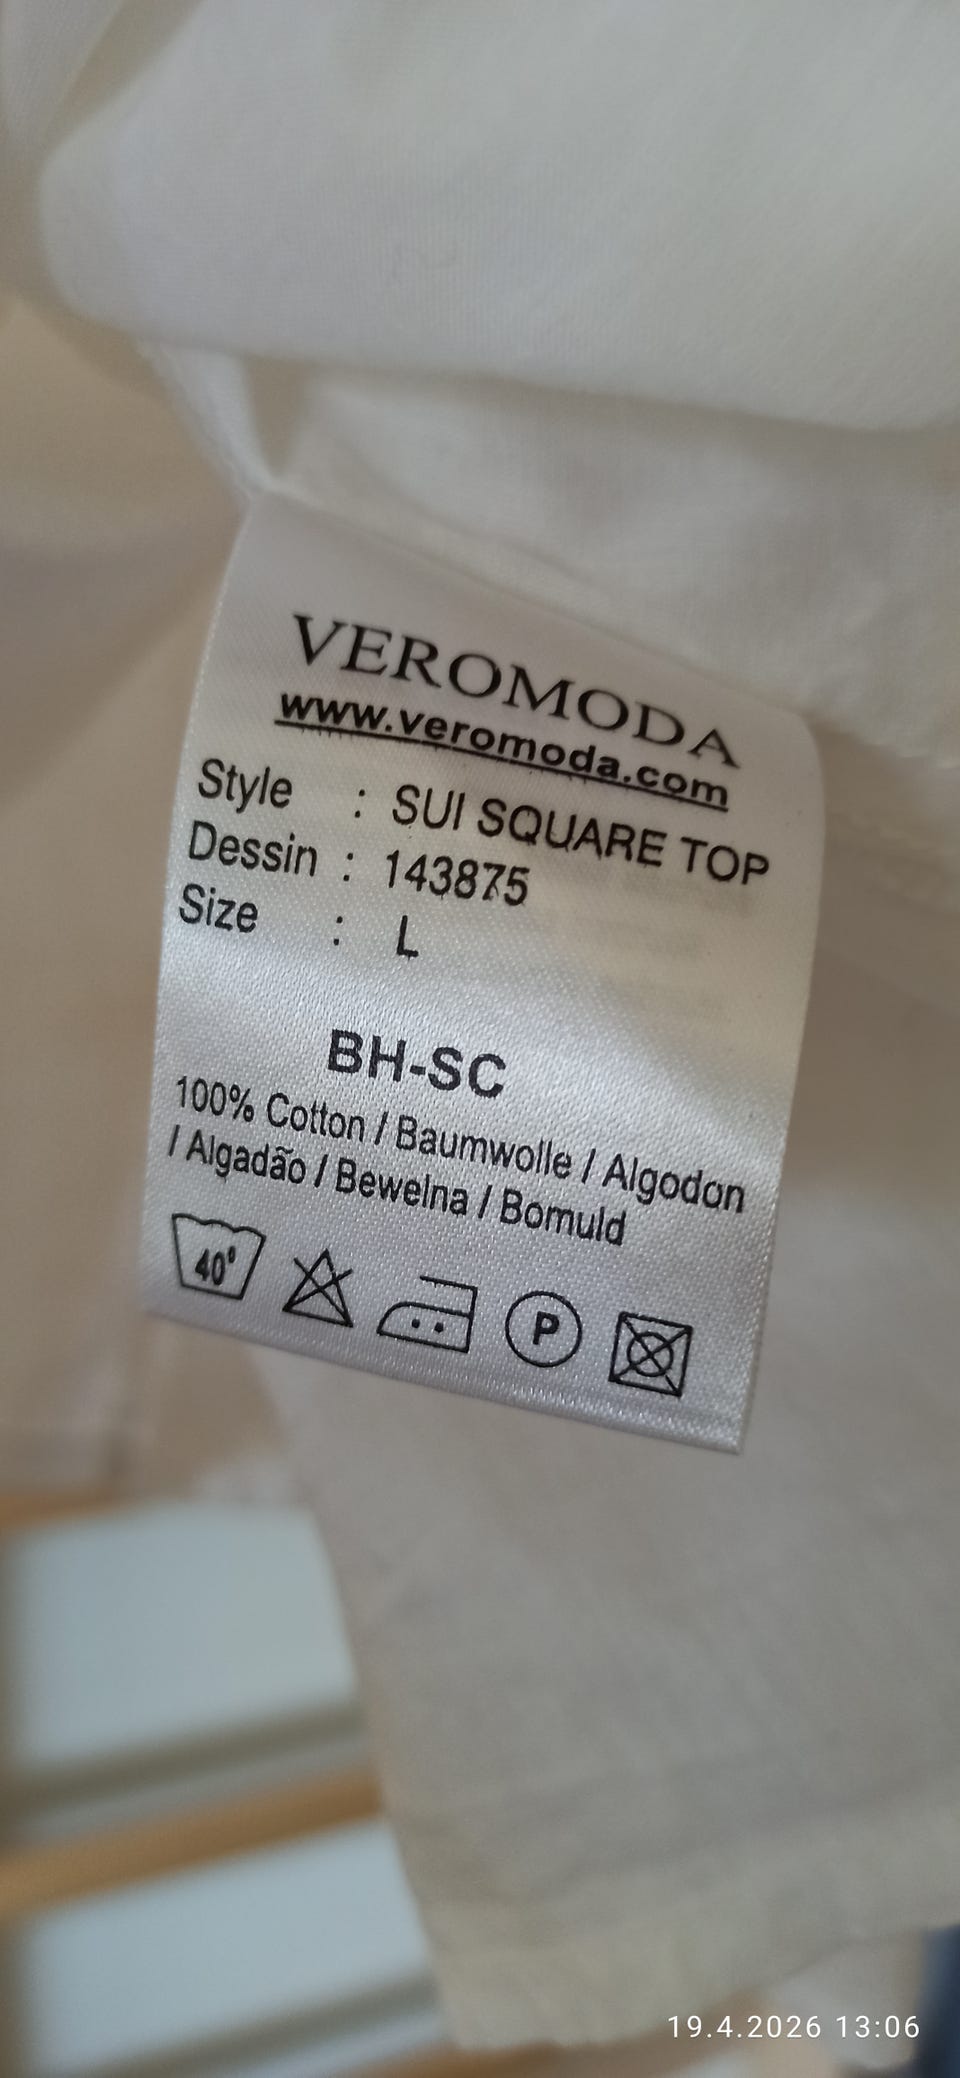 VEROMODA
www.veromoda.com
Style : SUI SQUARE TOP
Dessin : 143875
Size : L
BH-SC
100% Cotton / Baumwolle / Algodon
/ Algadão / Bewelna / Bomuld
40°
P
19.4.2026 13:06